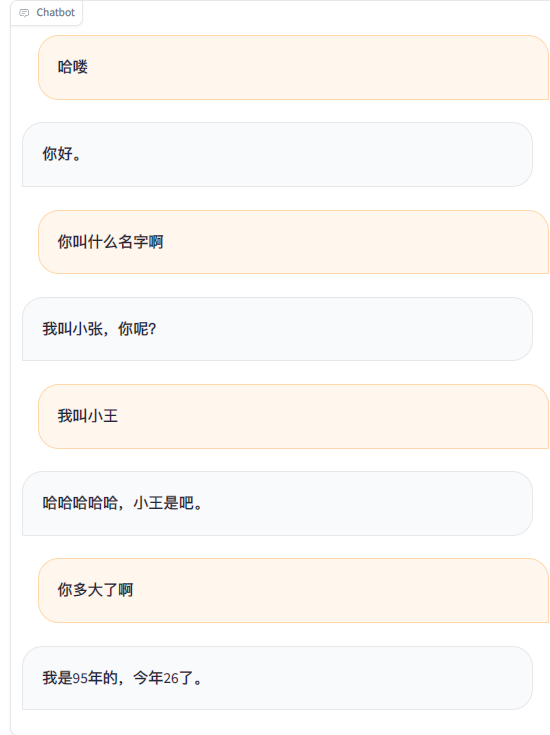 Chatbot
哈喽
你好。
你叫什么名字啊
我叫小张，你呢？
我叫小王
哈哈哈哈哈，小王是吧。
你多大了啊
我是95年的，今年26了。